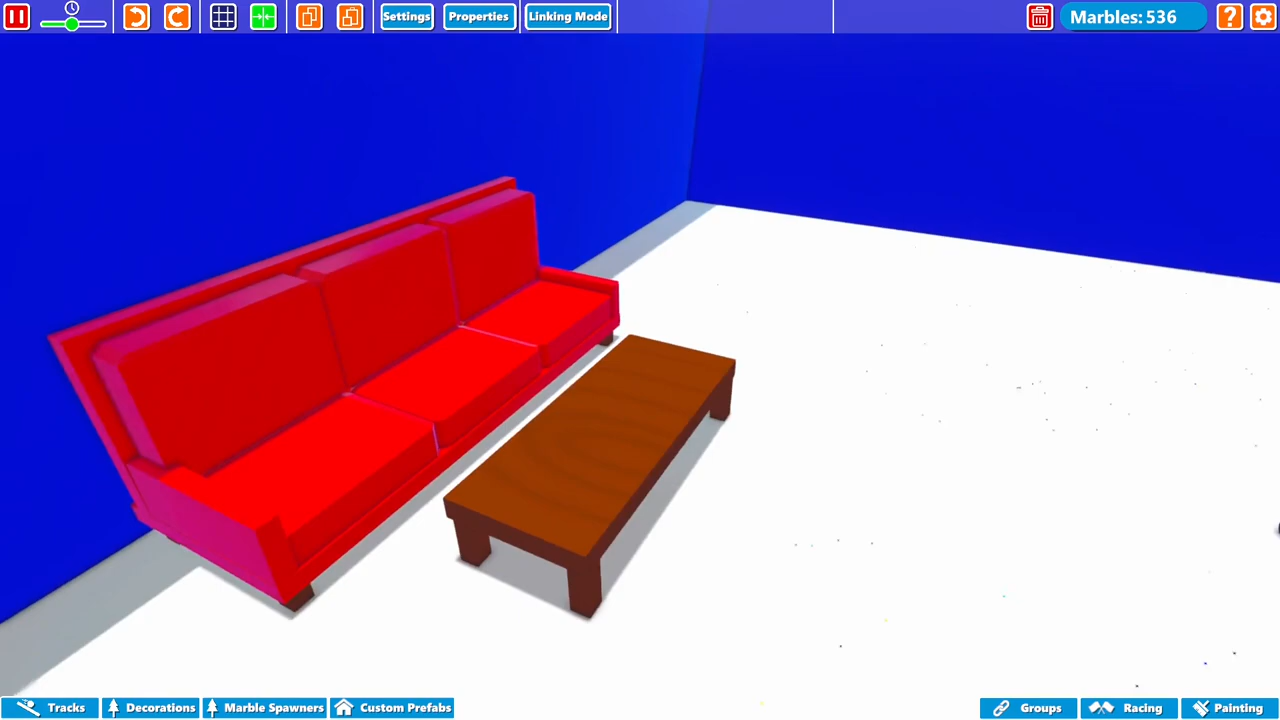 Settings
Properties
Linking Mode
Marbles: 536
?
Tracks
Decorations
Marble Spawners
Custom Prefabs
Groups
Racing
Painting